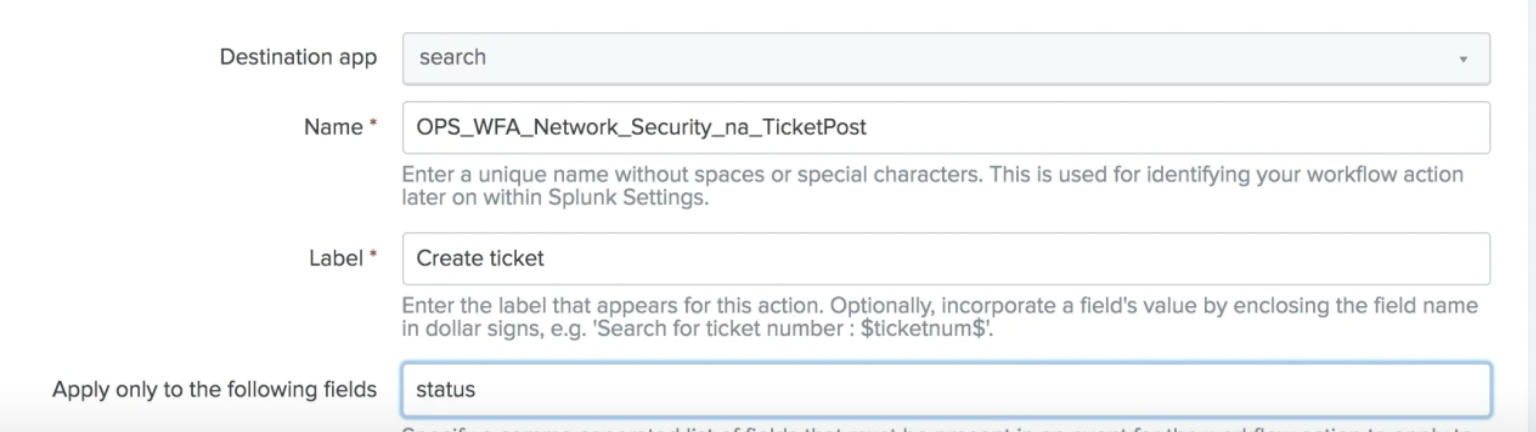 Destination app search
Name * OPS_WFA_Network_Security_na_TicketPost
Enter a unique name without spaces or special characters. This is used for identifying your workflow action
later on within Splunk Settings.
Label * Create ticket
Enter the label that appears for this action. Optionally, incorporate a field's value by enclosing the field name
in dollar signs, e.g. 'Search for ticket number : $ticketnum$'.
Apply only to the following fields status